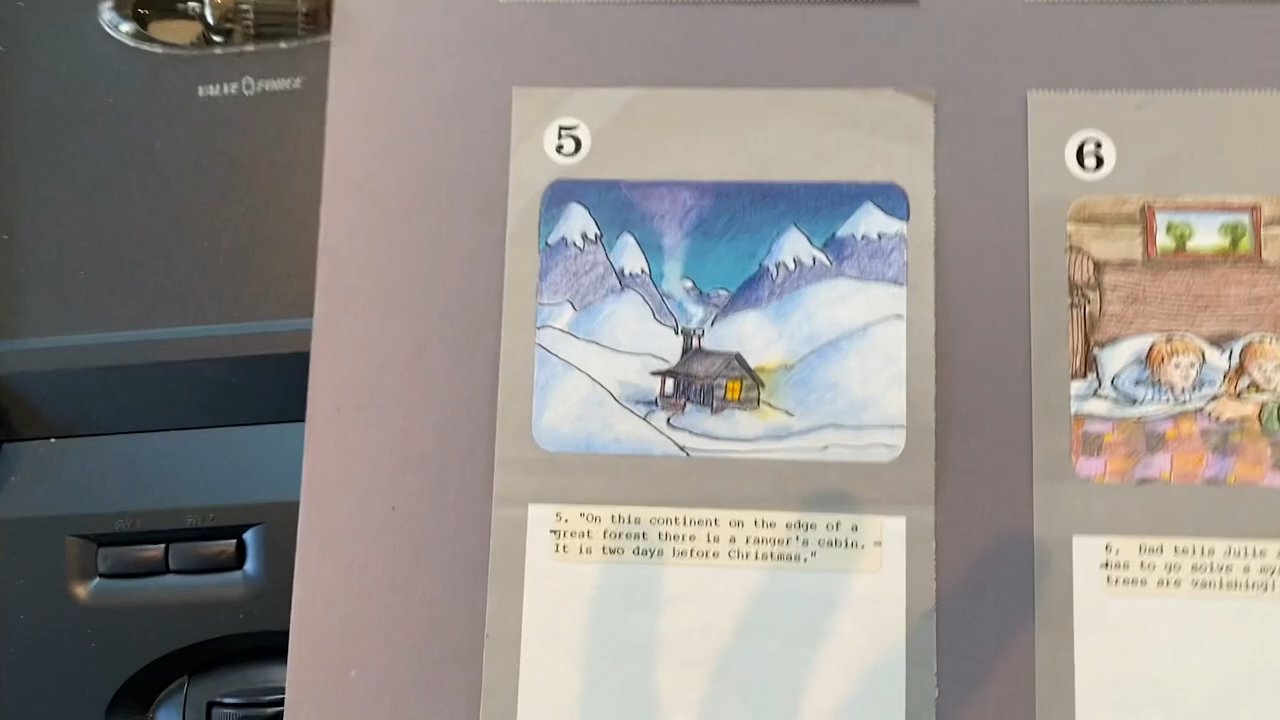 5
5. "On this continent on the edge of a
great forest there is a ranger's cabin.
It is two days before Christmas."
6
6. Dad tells Julie
has to go solve a
trees are vanishing!